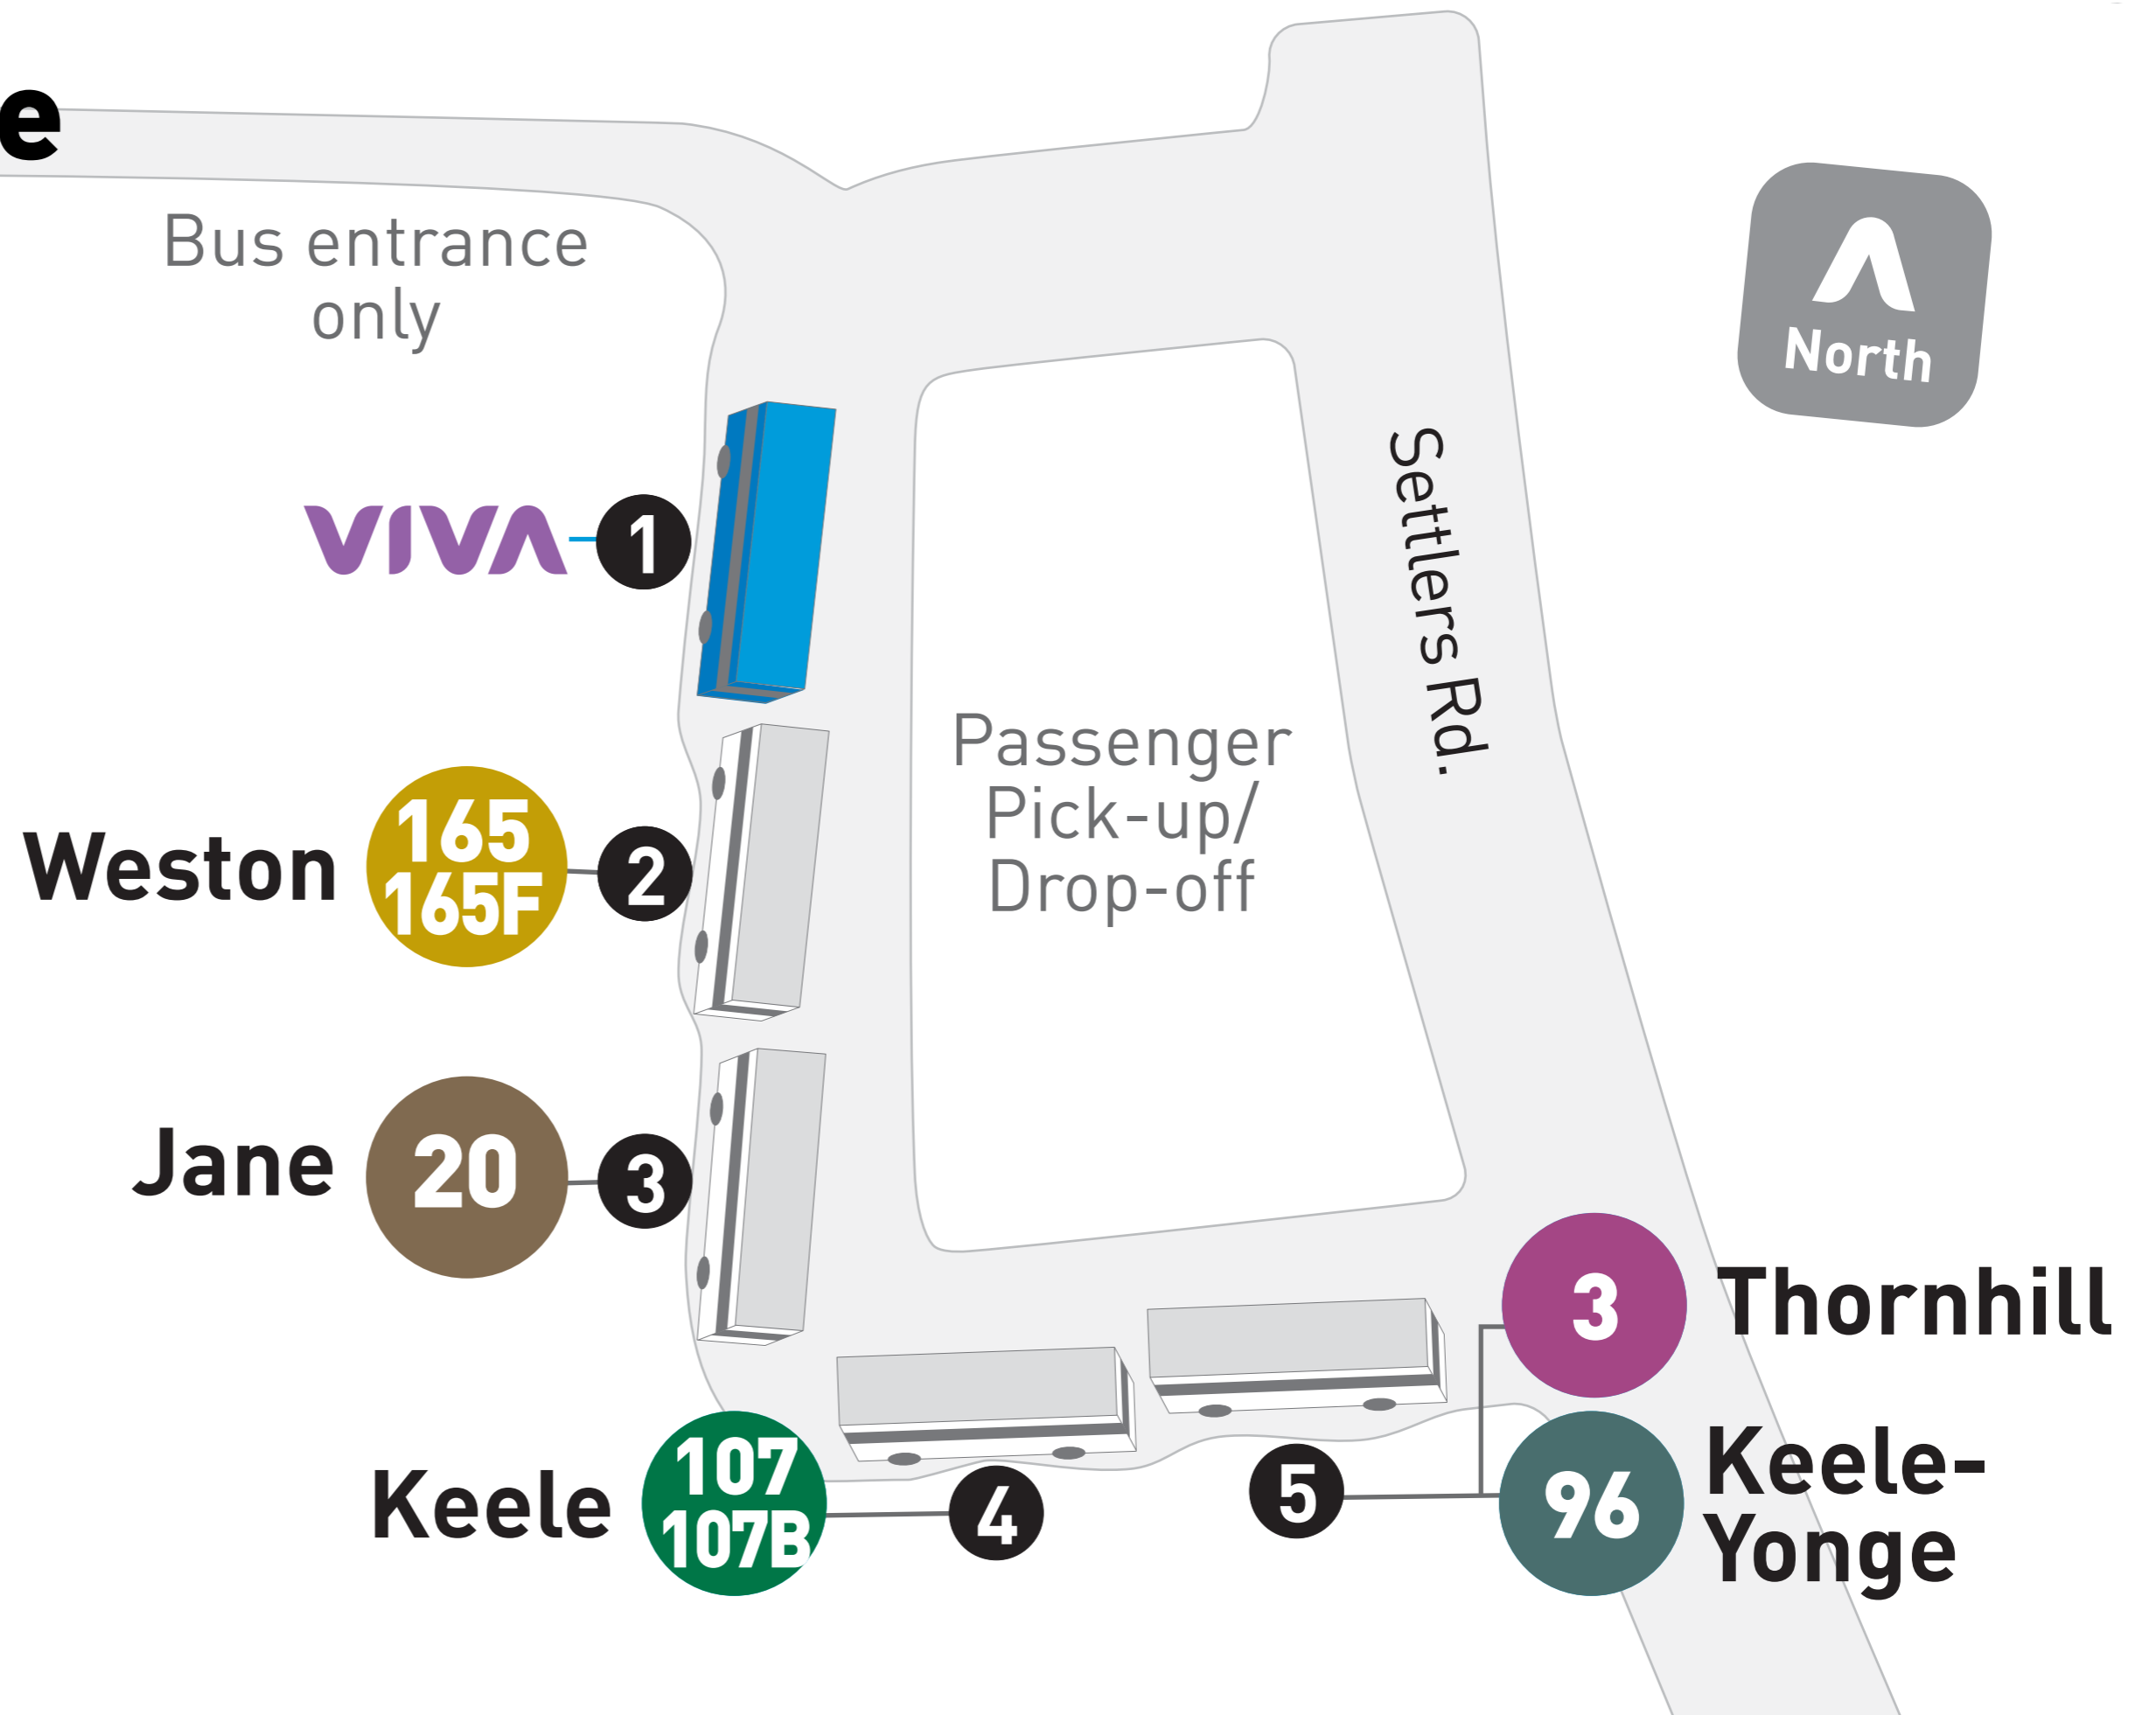 e
Bus entrance
only
North
Settlers Rd.
VIVA
1
Passenger
Pick-up/
Drop-off
Weston
165
165F
2
Jane
20
3
3
Thornhill
Keele
107
107B
4
5
96
Keele-
Yonge